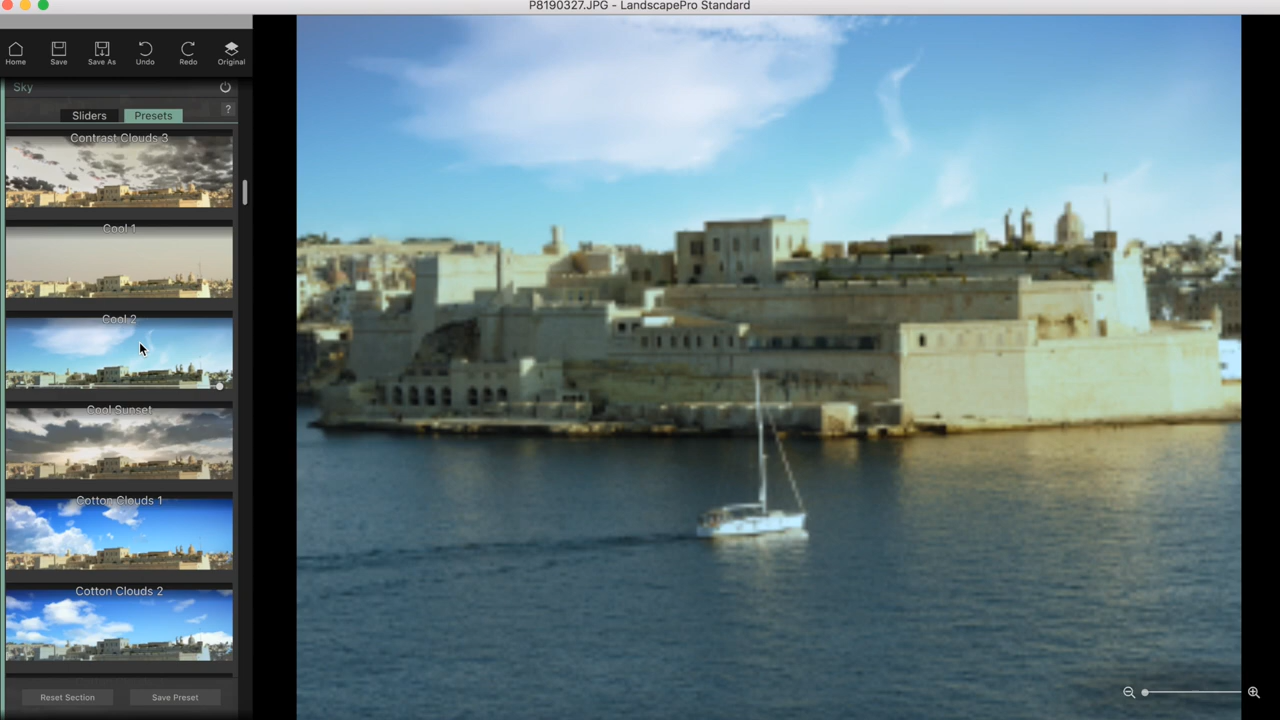 P8190327.JPG - LandscapePro Standard
Home Save Save As Undo Redo Original
Sky
?
Sliders Presets
Contrast Clouds 3
Cool 1
Cool 2
Cool Sunset
Cotton Clouds 1
Cotton Clouds 2
Reset Section Save Preset